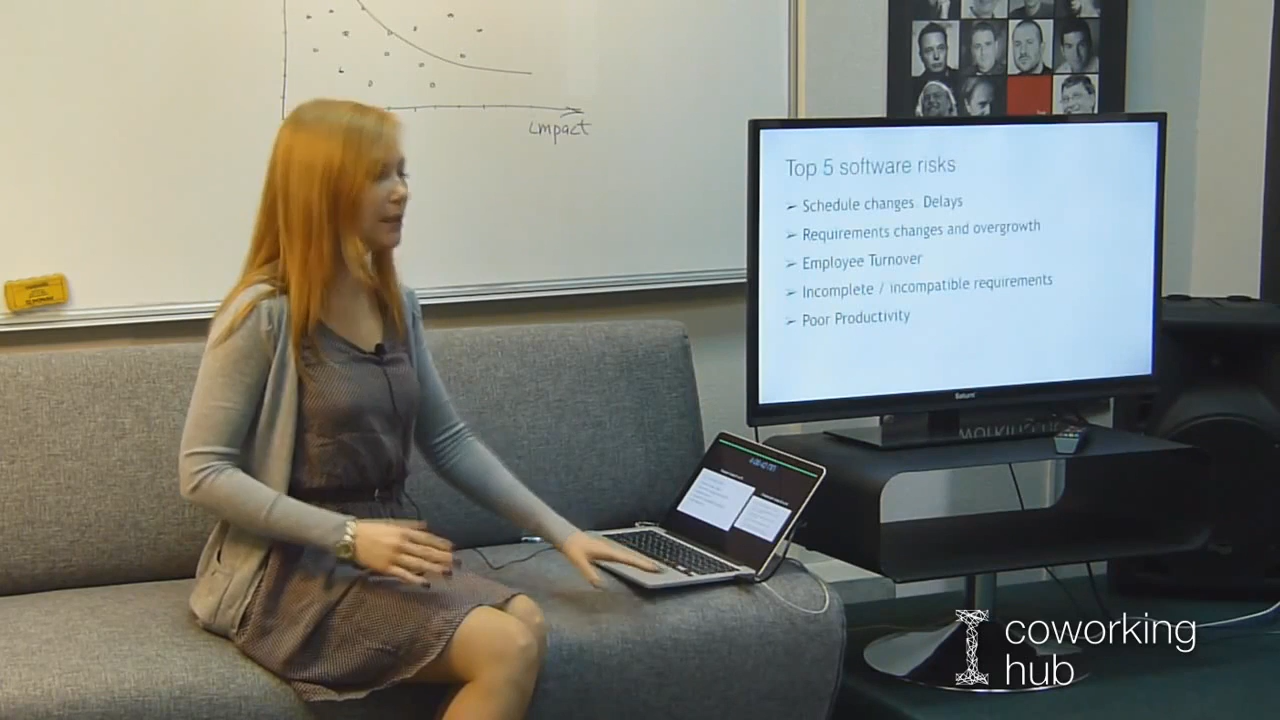 Impact
Top 5 software risks
➢ Schedule changes. Delays
➢ Requirements changes and overgrowth
➢ Employee Turnover
➢ Incomplete / incompatible requirements
➢ Poor Productivity
Saturn
coworking
hub